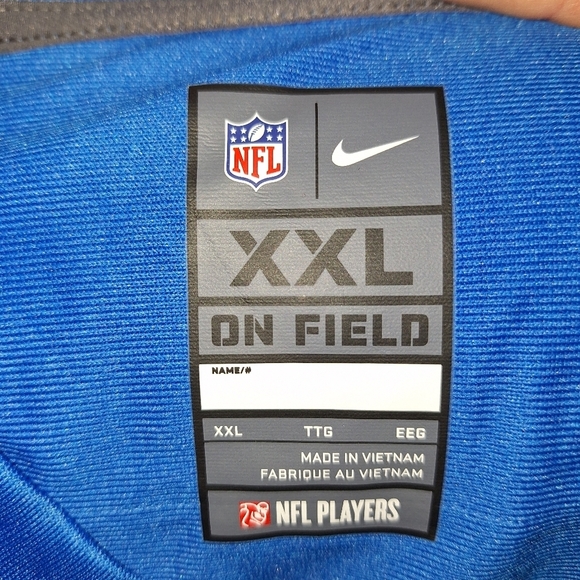 NFL
XXL
ON FIELD
NAME/#
XXL TTG EEG
MADE IN VIETNAM
FABRIQUE AU VIETNAM
NFL PLAYERS